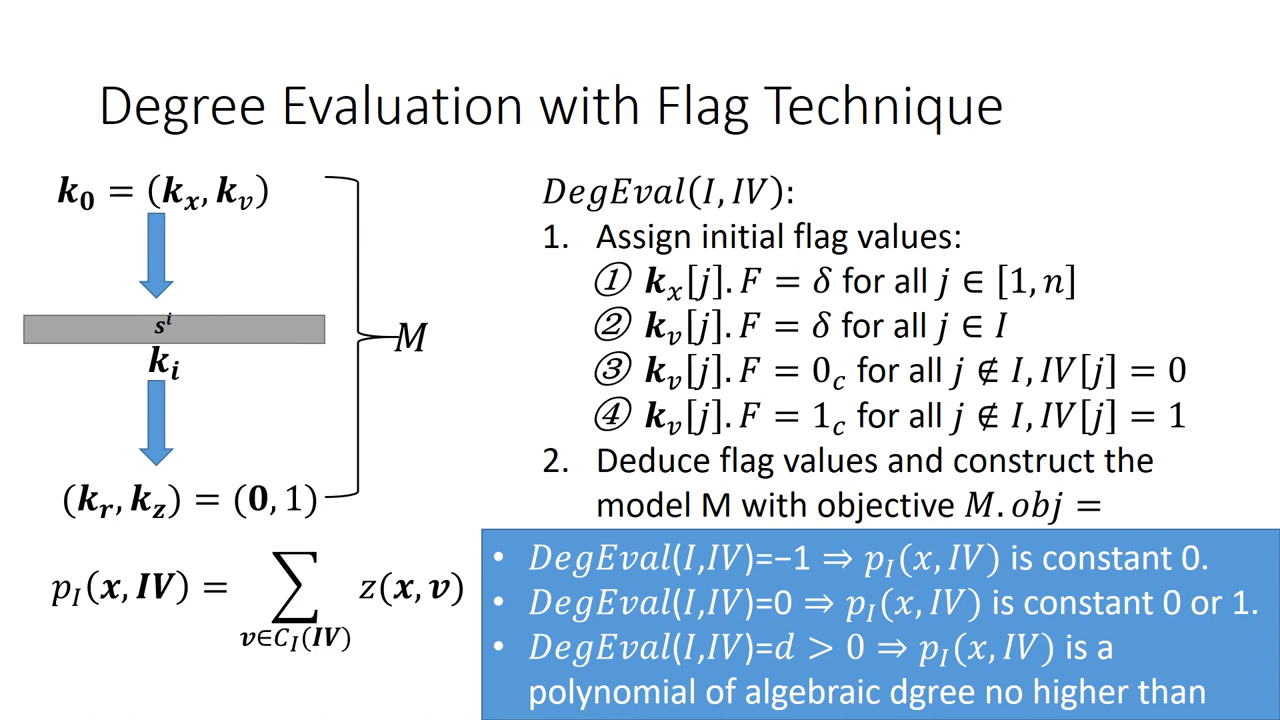 Degree Evaluation with Flag Technique
𝒌₀ = (𝒌ₓ, 𝒌ᵥ)
sⁱ
𝒌ᵢ
M
(𝒌ᵣ, 𝒌_z) = (𝟎, 1)
p_I(𝒙, 𝑰𝑽) = ∑_{𝒗∈C_I(𝑰𝑽)} z(𝒙, 𝒗)
DegEval(I, IV):
1. Assign initial flag values:
① 𝒌ₓ[j].F = δ for all j ∈ [1, n]
② 𝒌ᵥ[j].F = δ for all j ∈ I
③ 𝒌ᵥ[j].F = 0_c for all j ∉ I, IV[j] = 0
④ 𝒌ᵥ[j].F = 1_c for all j ∉ I, IV[j] = 1
2. Deduce flag values and construct the
model M with objective M.obj =
• DegEval(I,IV)=−1 ⇒ p_I(x, IV) is constant 0.
• DegEval(I,IV)=0 ⇒ p_I(x, IV) is constant 0 or 1.
• DegEval(I,IV)=d > 0 ⇒ p_I(x, IV) is a
polynomial of algebraic dgree no higher than